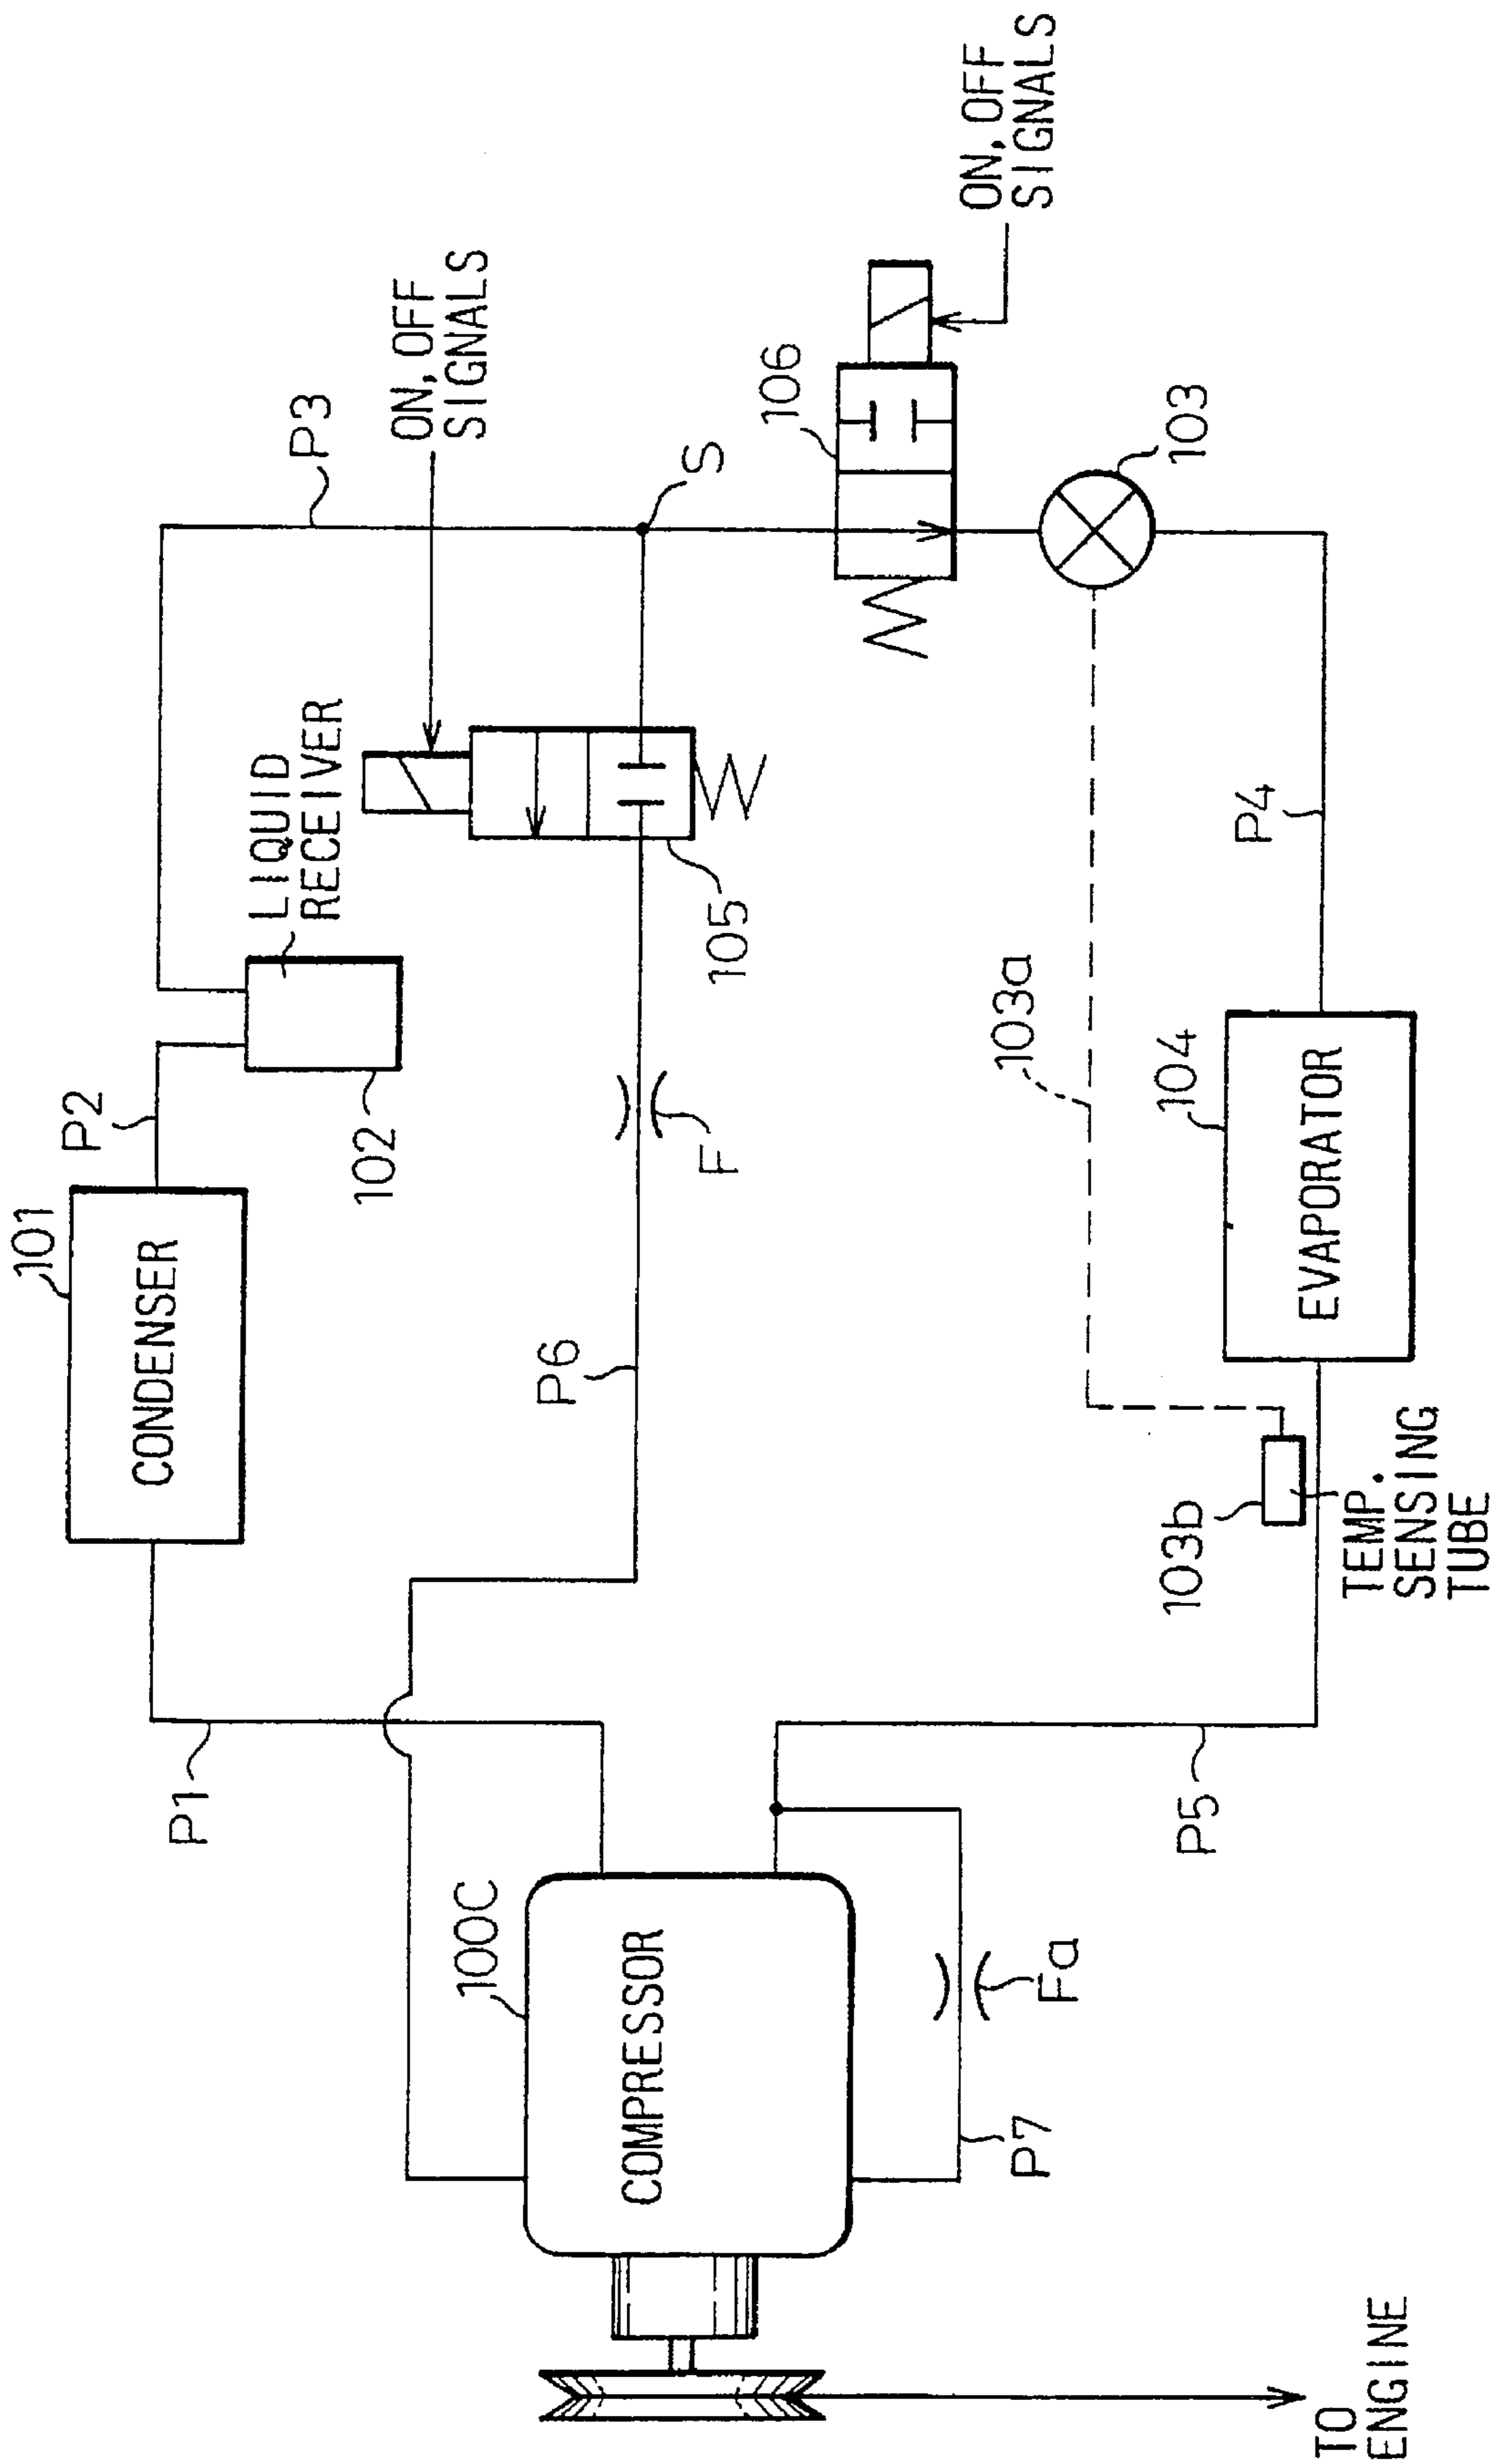 101
CONDENSER
P2
102
LIQUID
RECEIVER
P3
ON, OFF
SIGNALS
P1
P6
F
105
S
106
ON, OFF
SIGNALS
100C
COMPRESSOR
103a
103
P7
Fa
P5
103b
TEMP.
SENSING
TUBE
104
EVAPORATOR
P4
TO
ENGINE